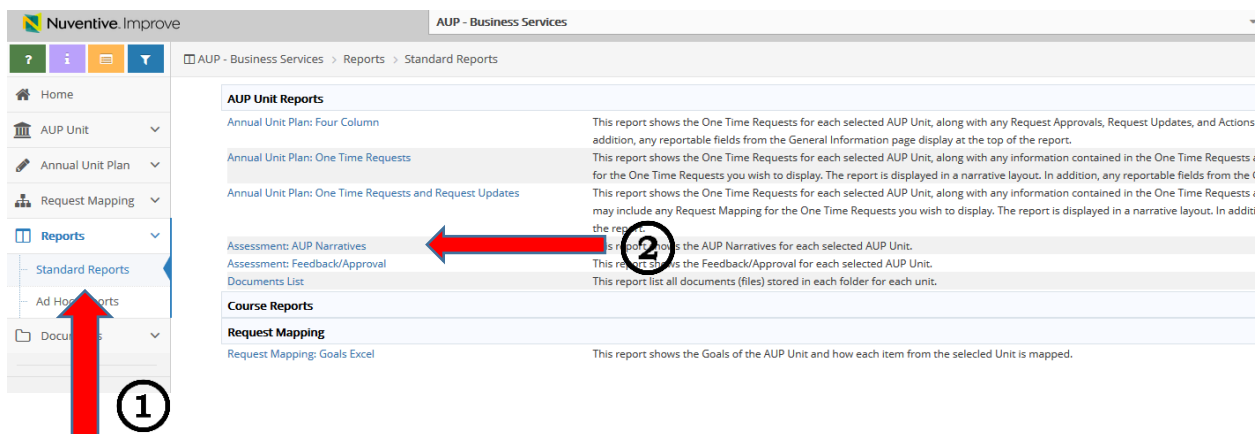 Nuventive. Improve
AUP - Business Services
? i
AUP - Business Services > Reports > Standard Reports
Home
AUP Unit
Annual Unit Plan
Request Mapping
Reports
Standard Reports
Ad Hoc Reports
Documents
AUP Unit Reports
Annual Unit Plan: Four Column
This report shows the One Time Requests for each selected AUP Unit, along with any Request Approvals, Request Updates, and Actions
addition, any reportable fields from the General Information page display at the top of the report.
Annual Unit Plan: One Time Requests
This report shows the One Time Requests for each selected AUP Unit, along with any information contained in the One Time Requests a
for the One Time Requests you wish to display. The report is displayed in a narrative layout. In addition, any reportable fields from the G
Annual Unit Plan: One Time Requests and Request Updates
This report shows the One Time Requests for each selected AUP Unit, along with any information contained in the One Time Requests a
may include any Request Mapping for the One Time Requests you wish to display. The report is displayed in a narrative layout. In additi
the report.
Assessment: AUP Narratives
This report shows the AUP Narratives for each selected AUP Unit.
Assessment: Feedback/Approval
This report shows the Feedback/Approval for each selected AUP Unit.
Documents List
This report list all documents (files) stored in each folder for each unit.
Course Reports
Request Mapping
Request Mapping: Goals Excel
This report shows the Goals of the AUP Unit and how each item from the selected Unit is mapped.
2
1